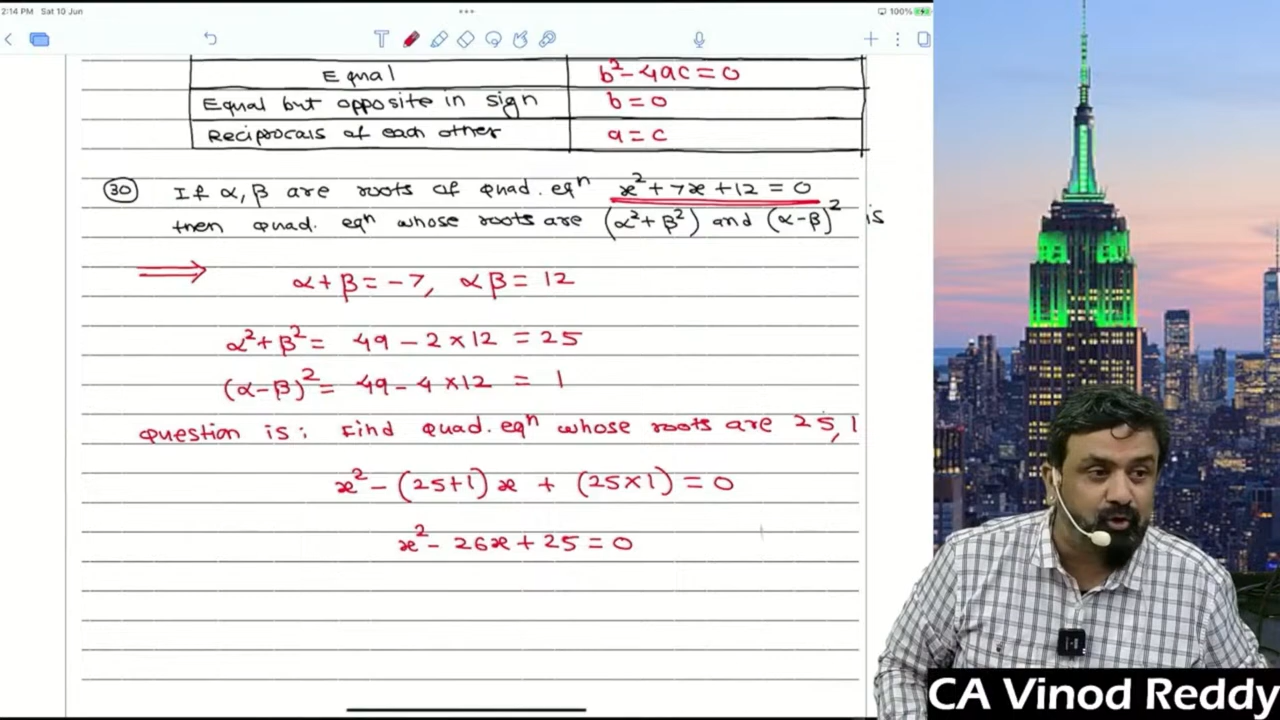 2:14 PM Sat 10 Jun
100%
Equal b²-4ac = 0
Equal but opposite in sign b = 0
Reciprocals of each other a = c
30 If α, β are roots of quad. eqⁿ x² + 7x + 12 = 0
then quad. eqⁿ whose roots are (α² + β²) and (α-β)² is
⇒ α + β = -7, αβ = 12
α² + β² = 49 - 2 × 12 = 25
(α-β)² = 49 - 4 × 12 = 1
Question is: Find quad. eqⁿ whose roots are 25, 1
x² - (25+1) x + (25×1) = 0
x² - 26x + 25 = 0
CA Vinod Reddy